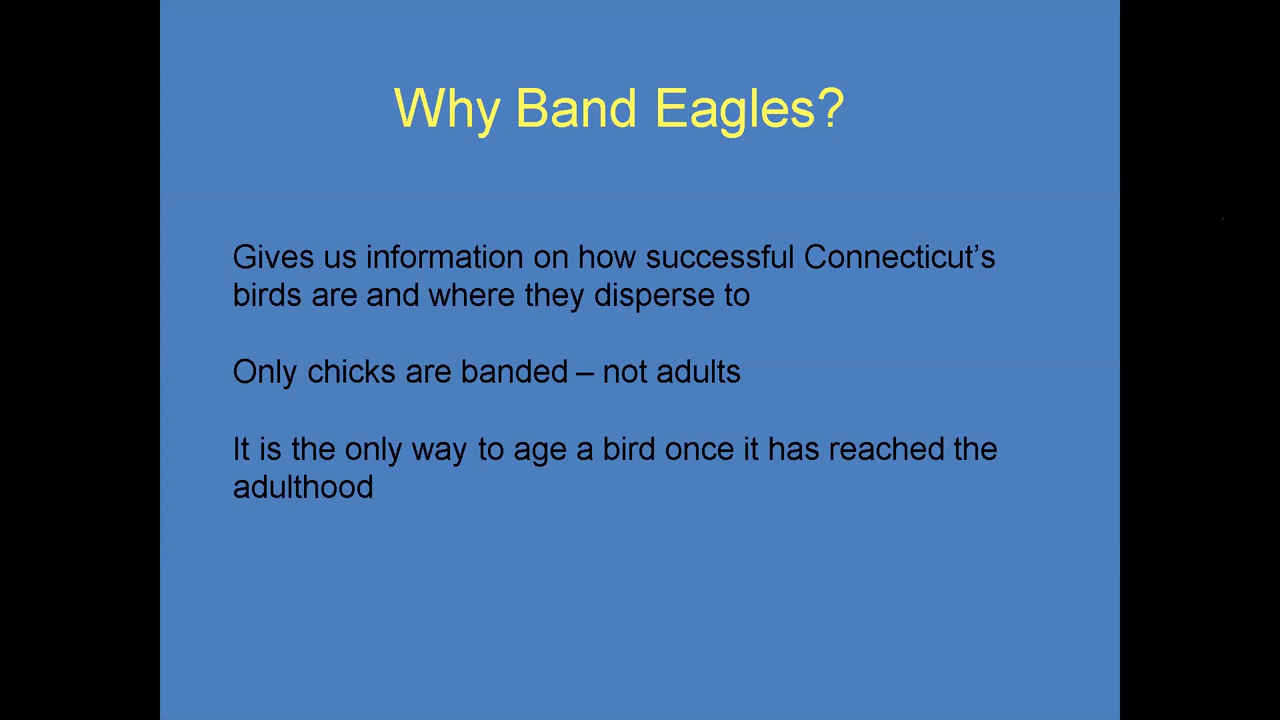 Why Band Eagles?
Gives us information on how successful Connecticut’s
birds are and where they disperse to
Only chicks are banded – not adults
It is the only way to age a bird once it has reached the
adulthood